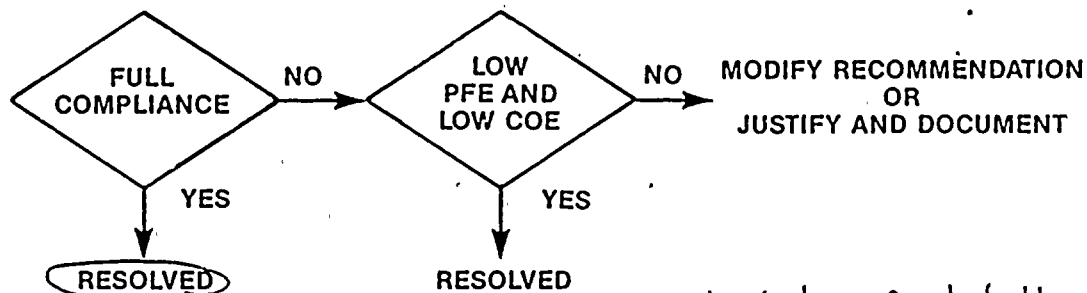 FULL
COMPLIANCE
NO
LOW
PFE AND
LOW COE
NO
MODIFY RECOMMENDATION
OR
JUSTIFY AND DOCUMENT
YES
YES
RESOLVED
RESOLVED